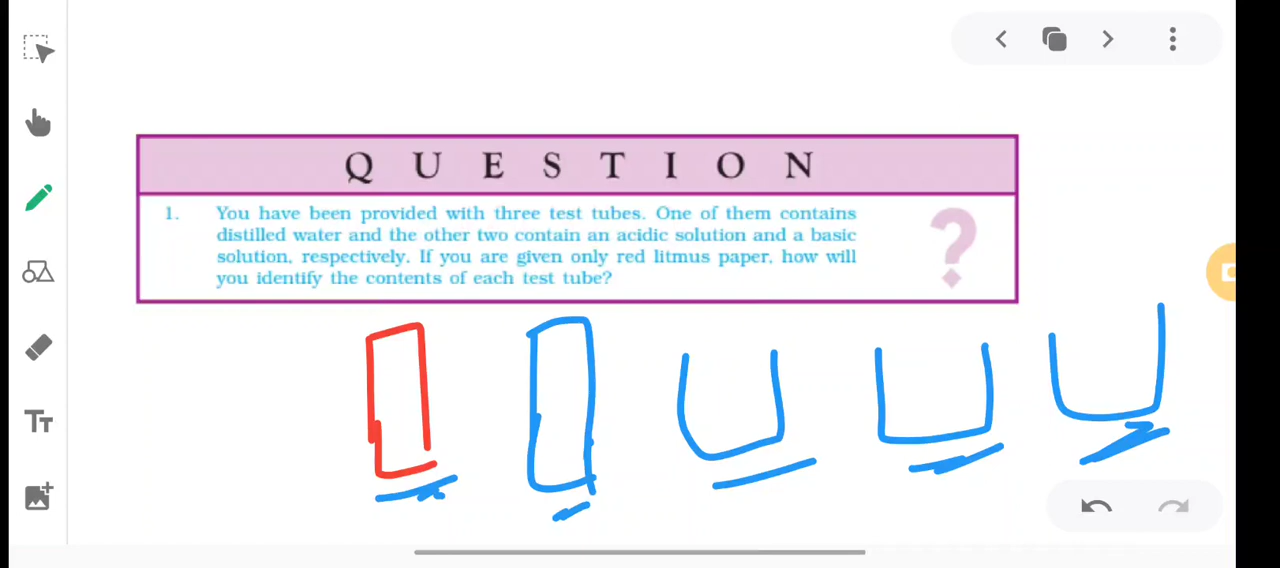 QUESTION
1. You have been provided with three test tubes. One of them contains
distilled water and the other two contain an acidic solution and a basic
solution, respectively. If you are given only red litmus paper, how will
you identify the contents of each test tube?
?
TT